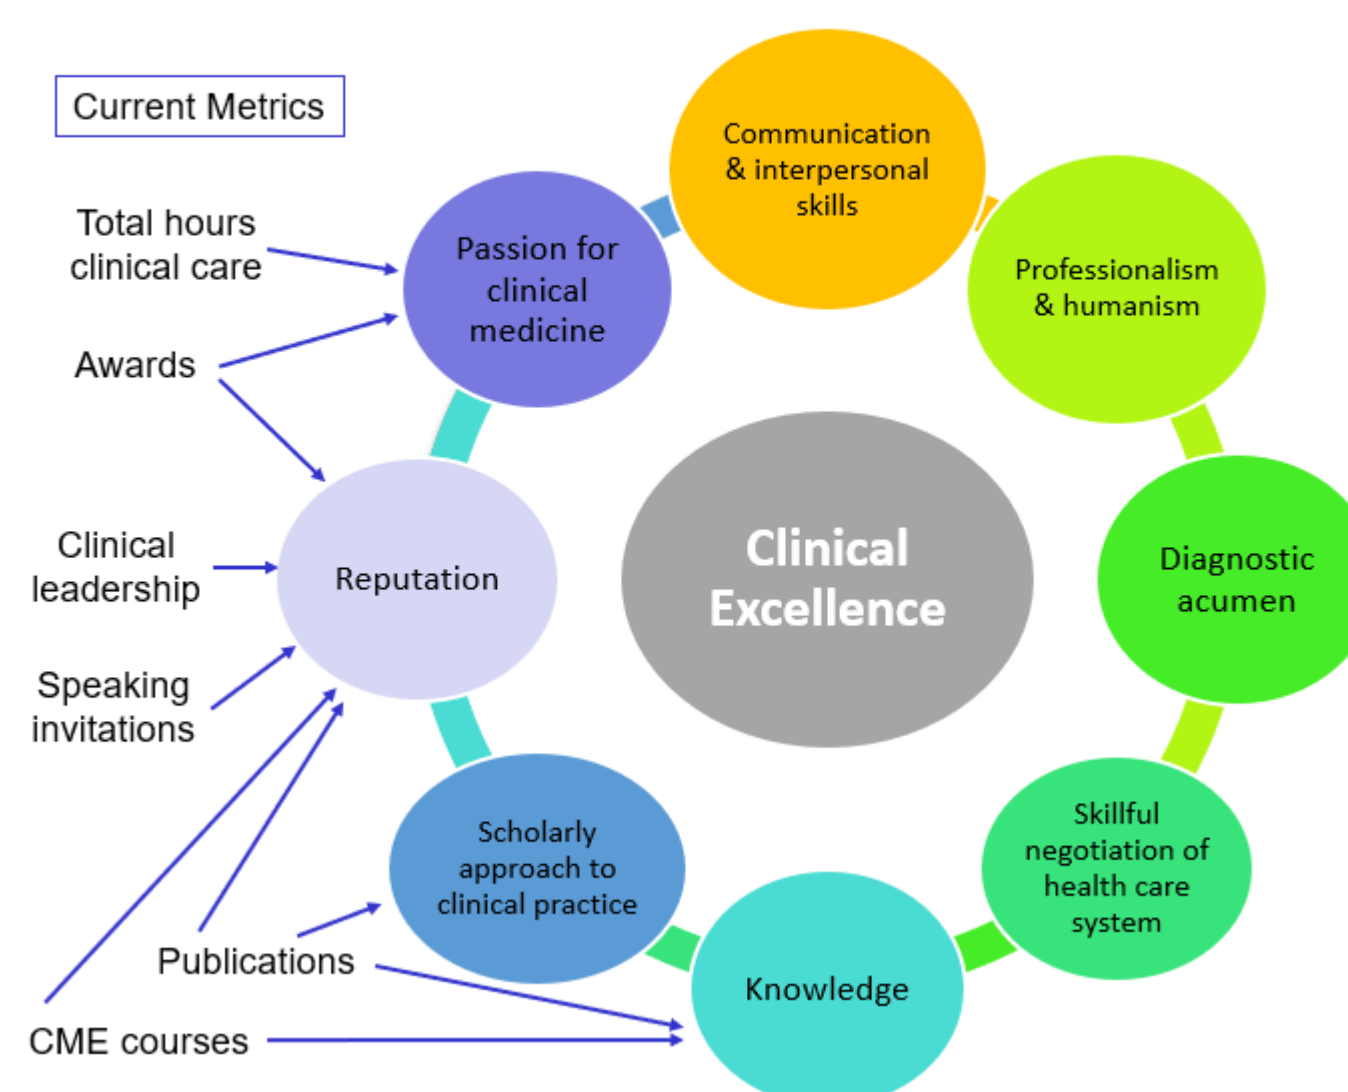 Current Metrics
Total hours
clinical care
Awards
Clinical
leadership
Speaking
invitations
Publications
CME courses
Communication
& interpersonal
skills
Professionalism
& humanism
Diagnostic
acumen
Skillful
negotiation of
health care
system
Knowledge
Scholarly
approach to
clinical practice
Reputation
Passion for
clinical
medicine
Clinical
Excellence